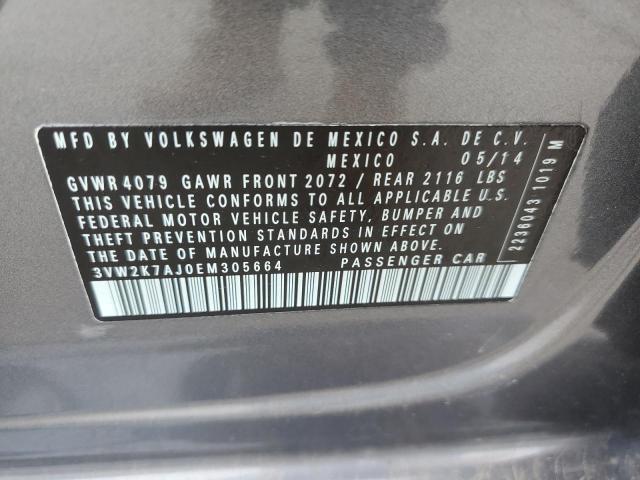 MFD BY VOLKSWAGEN DE MEXICO S.A. DE C.V.
MEXICO 05/14
GVWR 4079 GAWR FRONT 2072 / REAR 2116 LBS
THIS VEHICLE CONFORMS TO ALL APPLICABLE U.S.
FEDERAL MOTOR VEHICLE SAFETY, BUMPER AND
THEFT PREVENTION STANDARDS IN EFFECT ON
THE DATE OF MANUFACTURE SHOWN ABOVE.
3VW2K7AJ0EM305664 PASSENGER CAR
2236043 1019 M